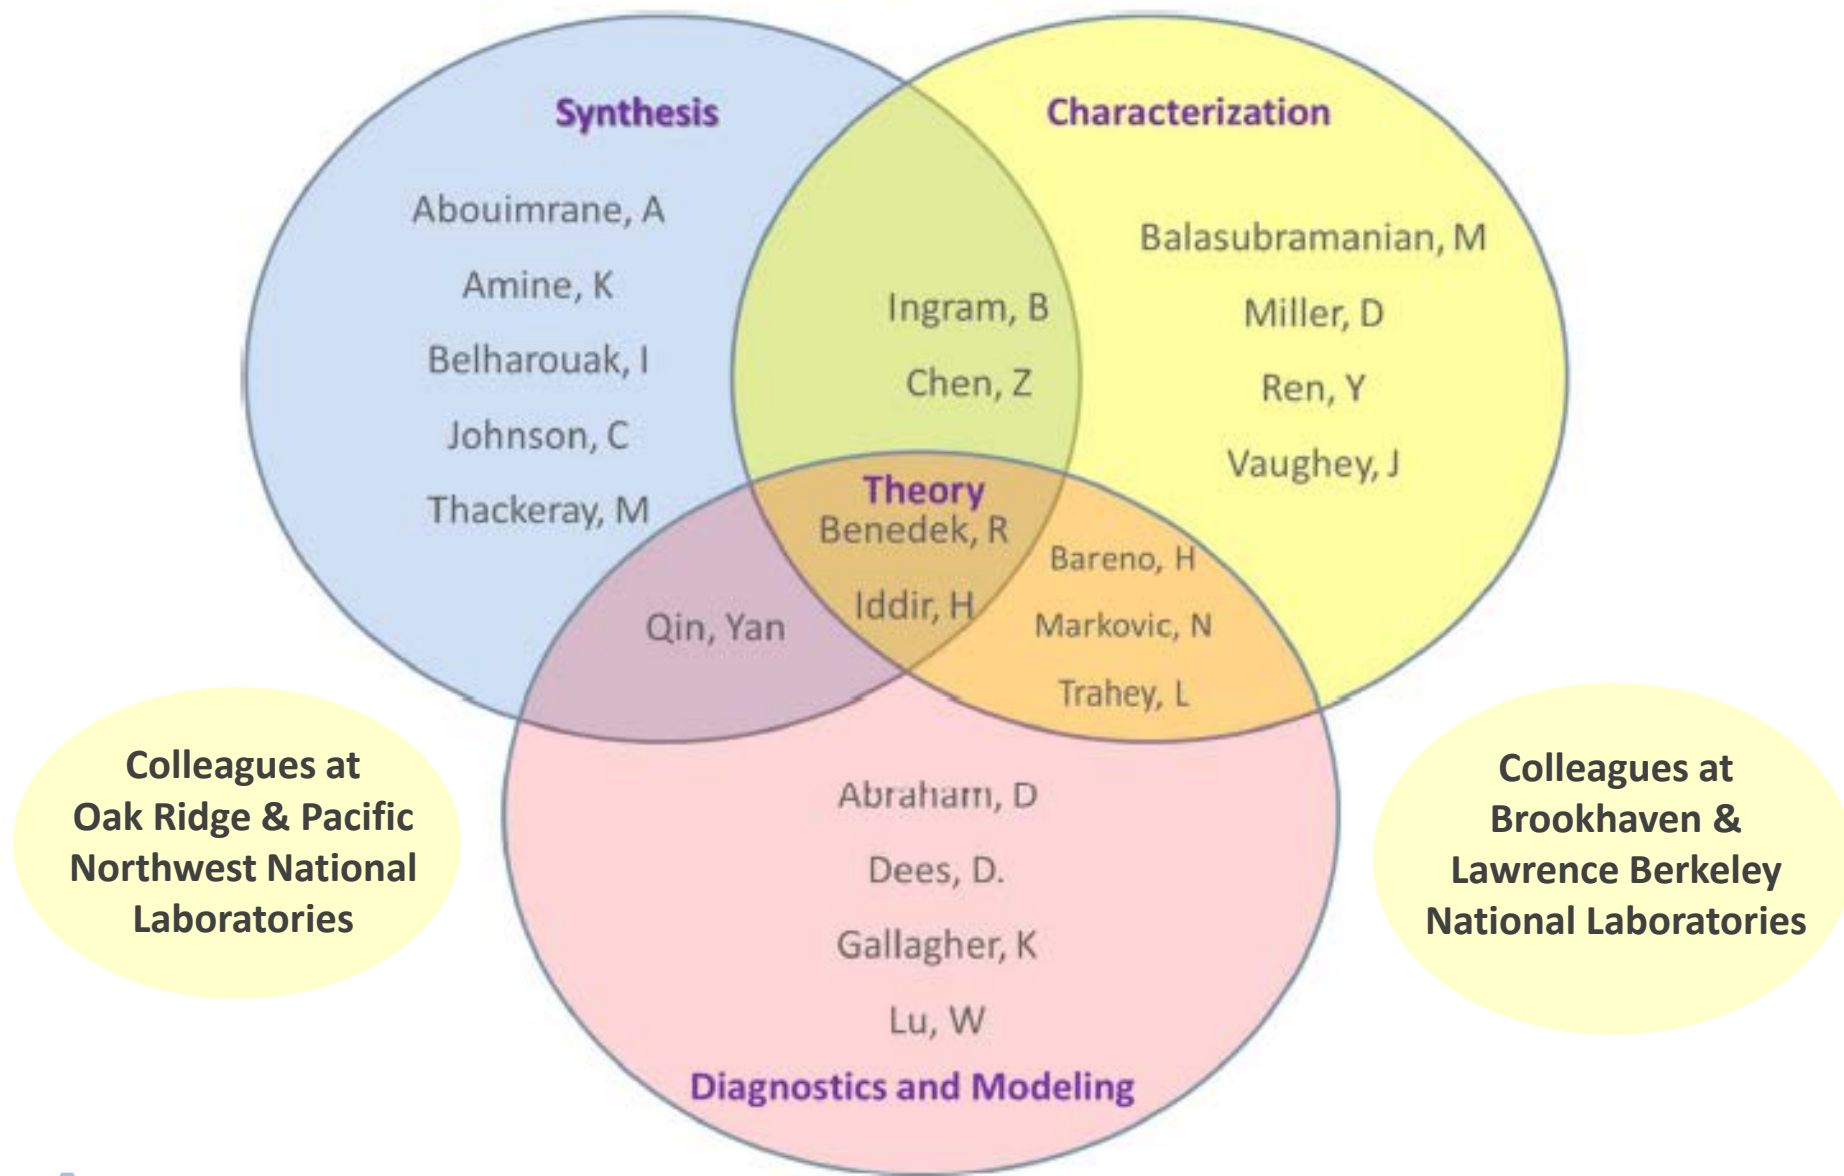 Synthesis
Abouimrane, A
Amine, K
Belharouak, I
Johnson, C
Thackeray, M
Characterization
Balasubramanian, M
Miller, D
Ren, Y
Vaughey, J
Ingram, B
Chen, Z
Theory
Benedek, R
Iddir, H
Qin, Yan
Bareno, H
Markovic, N
Trahey, L
Abraham, D
Dees, D.
Gallagher, K
Lu, W
Diagnostics and Modeling
Colleagues at
Oak Ridge & Pacific
Northwest National
Laboratories
Colleagues at
Brookhaven &
Lawrence Berkeley
National Laboratories